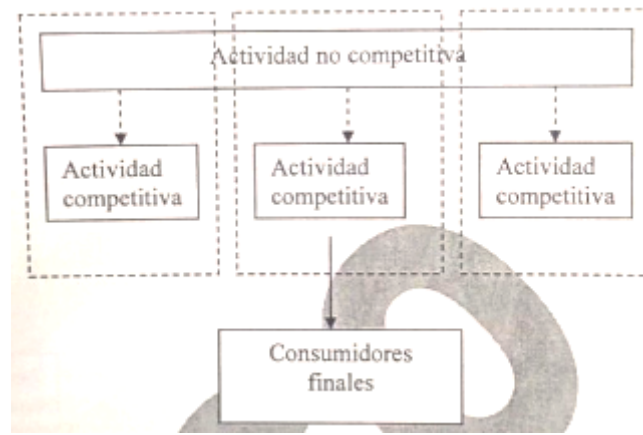 Actividad no competitiva
Actividad
competitiva
Actividad
competitiva
Actividad
competitiva
Consumidores
finales